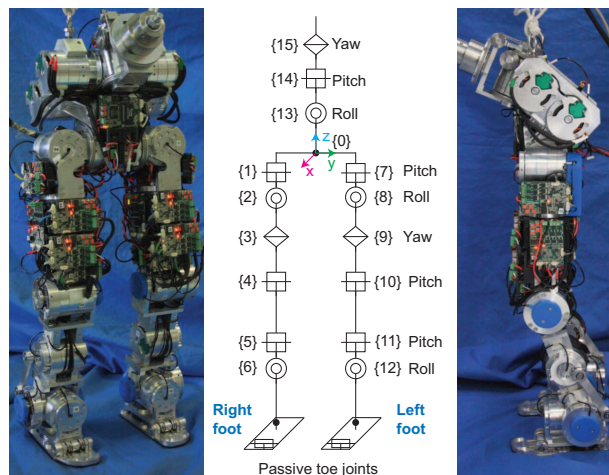 {15} Yaw
{14} Pitch
{13} Roll
z {0}
x y
{1} {7} Pitch
{2} {8} Roll
{3} {9} Yaw
{4} {10} Pitch
{5} {11} Pitch
{6} {12} Roll
Right Left
foot foot
Passive toe joints